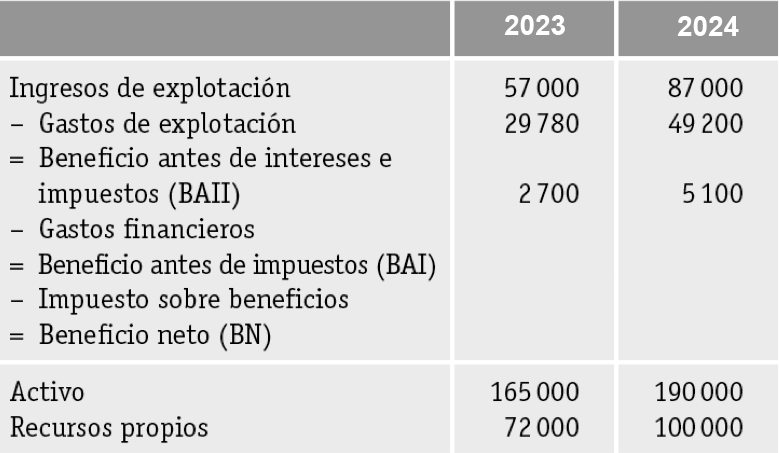 2023 2024
Ingresos de explotación 57 000 87 000
– Gastos de explotación 29 780 49 200
= Beneficio antes de intereses e
impuestos (BAII) 2 700 5 100
– Gastos financieros
= Beneficio antes de impuestos (BAI)
– Impuesto sobre beneficios
= Beneficio neto (BN)
Activo 165 000 190 000
Recursos propios 72 000 100 000